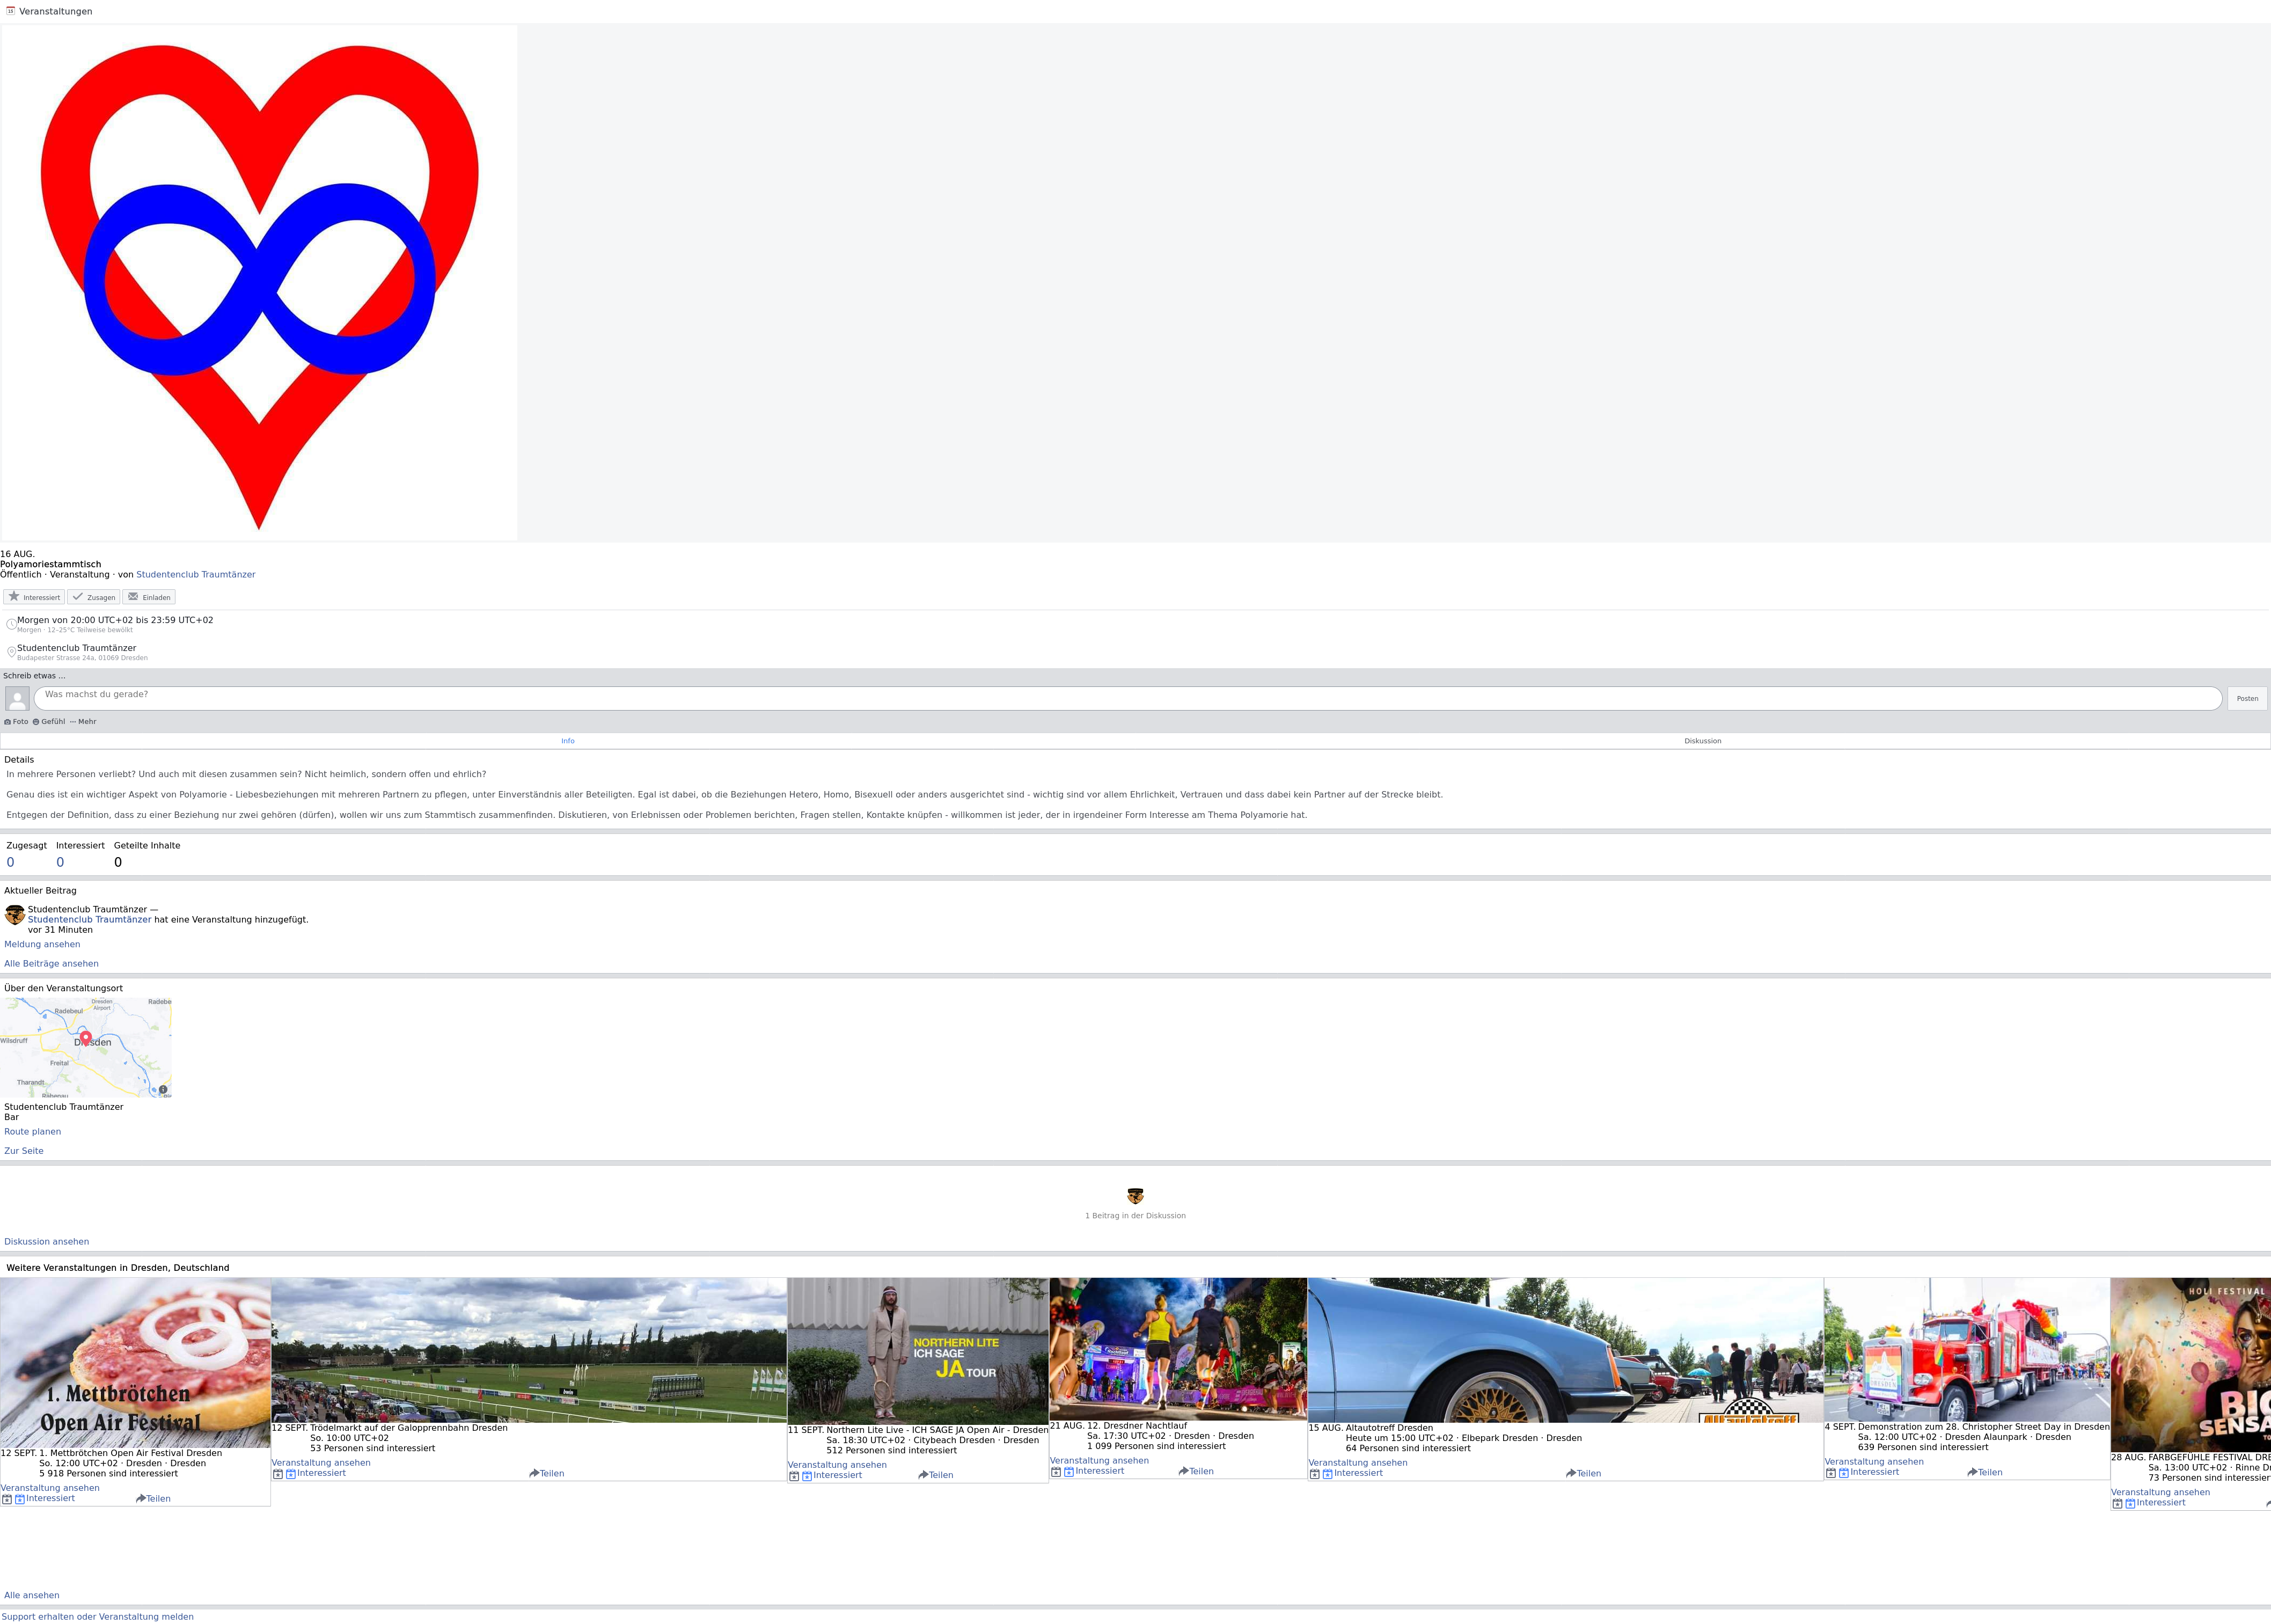 Veranstaltungen
16 AUG.
Polyamoriestammtisch
Öffentlich · Veranstaltung · von Studentenclub Traumtänzer
Interessiert
Zusagen
Einladen
Morgen von 20:00 UTC+02 bis 23:59 UTC+02
Morgen · 12–25°C Teilweise bewölkt
Studentenclub Traumtänzer
Budapester Strasse 24a, 01069 Dresden
Schreib etwas ...
Was machst du gerade?
Posten
Foto Gefühl Mehr
Info
Diskussion
Details
In mehrere Personen verliebt? Und auch mit diesen zusammen sein? Nicht heimlich, sondern offen und ehrlich?
Genau dies ist ein wichtiger Aspekt von Polyamorie - Liebesbeziehungen mit mehreren Partnern zu pflegen, unter Einverständnis aller Beteiligten. Egal ist dabei, ob die Beziehungen Hetero, Homo, Bisexuell oder anders ausgerichtet sind - wichtig sind vor allem Ehrlichkeit, Vertrauen und dass dabei kein Partner auf der Strecke bleibt.
Entgegen der Definition, dass zu einer Beziehung nur zwei gehören (dürfen), wollen wir uns zum Stammtisch zusammenfinden. Diskutieren, von Erlebnissen oder Problemen berichten, Fragen stellen, Kontakte knüpfen - willkommen ist jeder, der in irgendeiner Form Interesse am Thema Polyamorie hat.
Zugesagt Interessiert Geteilte Inhalte
0 0 0
Aktueller Beitrag
Studentenclub Traumtänzer —
Studentenclub Traumtänzer hat eine Veranstaltung hinzugefügt.
vor 31 Minuten
Meldung ansehen
Alle Beiträge ansehen
Über den Veranstaltungsort
Dresden
Airport
Radebe
Radebeul
Wilsdruff
Dresden
Freital
Tharandt
Rabenau
Studentenclub Traumtänzer
Bar
Route planen
Zur Seite
1 Beitrag in der Diskussion
Diskussion ansehen
Weitere Veranstaltungen in Dresden, Deutschland
1. Mettbrötchen
Open Air Festival
12 SEPT. 1. Mettbrötchen Open Air Festival Dresden
So. 12:00 UTC+02 · Dresden · Dresden
5 918 Personen sind interessiert
Veranstaltung ansehen
Interessiert Teilen
12 SEPT. Trödelmarkt auf der Galopprennbahn Dresden
So. 10:00 UTC+02
53 Personen sind interessiert
Veranstaltung ansehen
Interessiert Teilen
NORTHERN LITE
ICH SAGE
JA TOUR
11 SEPT. Northern Lite Live - ICH SAGE JA Open Air - Dresden
Sa. 18:30 UTC+02 · Citybeach Dresden · Dresden
512 Personen sind interessiert
Veranstaltung ansehen
Interessiert Teilen
21 AUG. 12. Dresdner Nachtlauf
Sa. 17:30 UTC+02 · Dresden · Dresden
1 099 Personen sind interessiert
Veranstaltung ansehen
Interessiert Teilen
15 AUG. Altautotreff Dresden
Heute um 15:00 UTC+02 · Elbepark Dresden · Dresden
64 Personen sind interessiert
Veranstaltung ansehen
Interessiert Teilen
4 SEPT. Demonstration zum 28. Christopher Street Day in Dresden
Sa. 12:00 UTC+02 · Dresden Alaunpark · Dresden
639 Personen sind interessiert
Veranstaltung ansehen
Interessiert Teilen
HOLI FESTIVAL
BIG
SENSA
28 AUG. FARBGEFÜHLE FESTIVAL DRE
Sa. 13:00 UTC+02 · Rinne D
73 Personen sind interessier
Veranstaltung ansehen
Interessiert
Alle ansehen
Support erhalten oder Veranstaltung melden